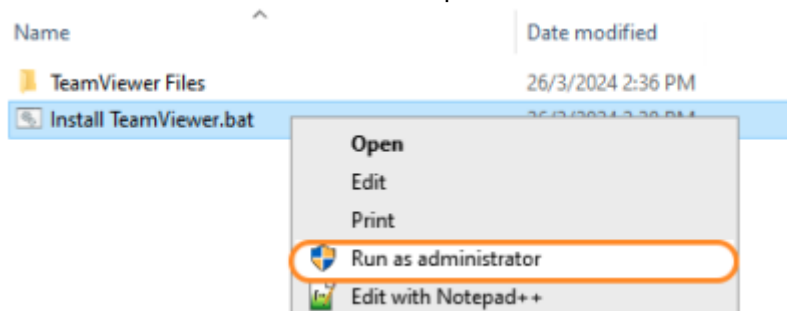 Name Date modified
TeamViewer Files 26/3/2024 2:36 PM
Install TeamViewer.bat
Open
Edit
Print
Run as administrator
Edit with Notepad++